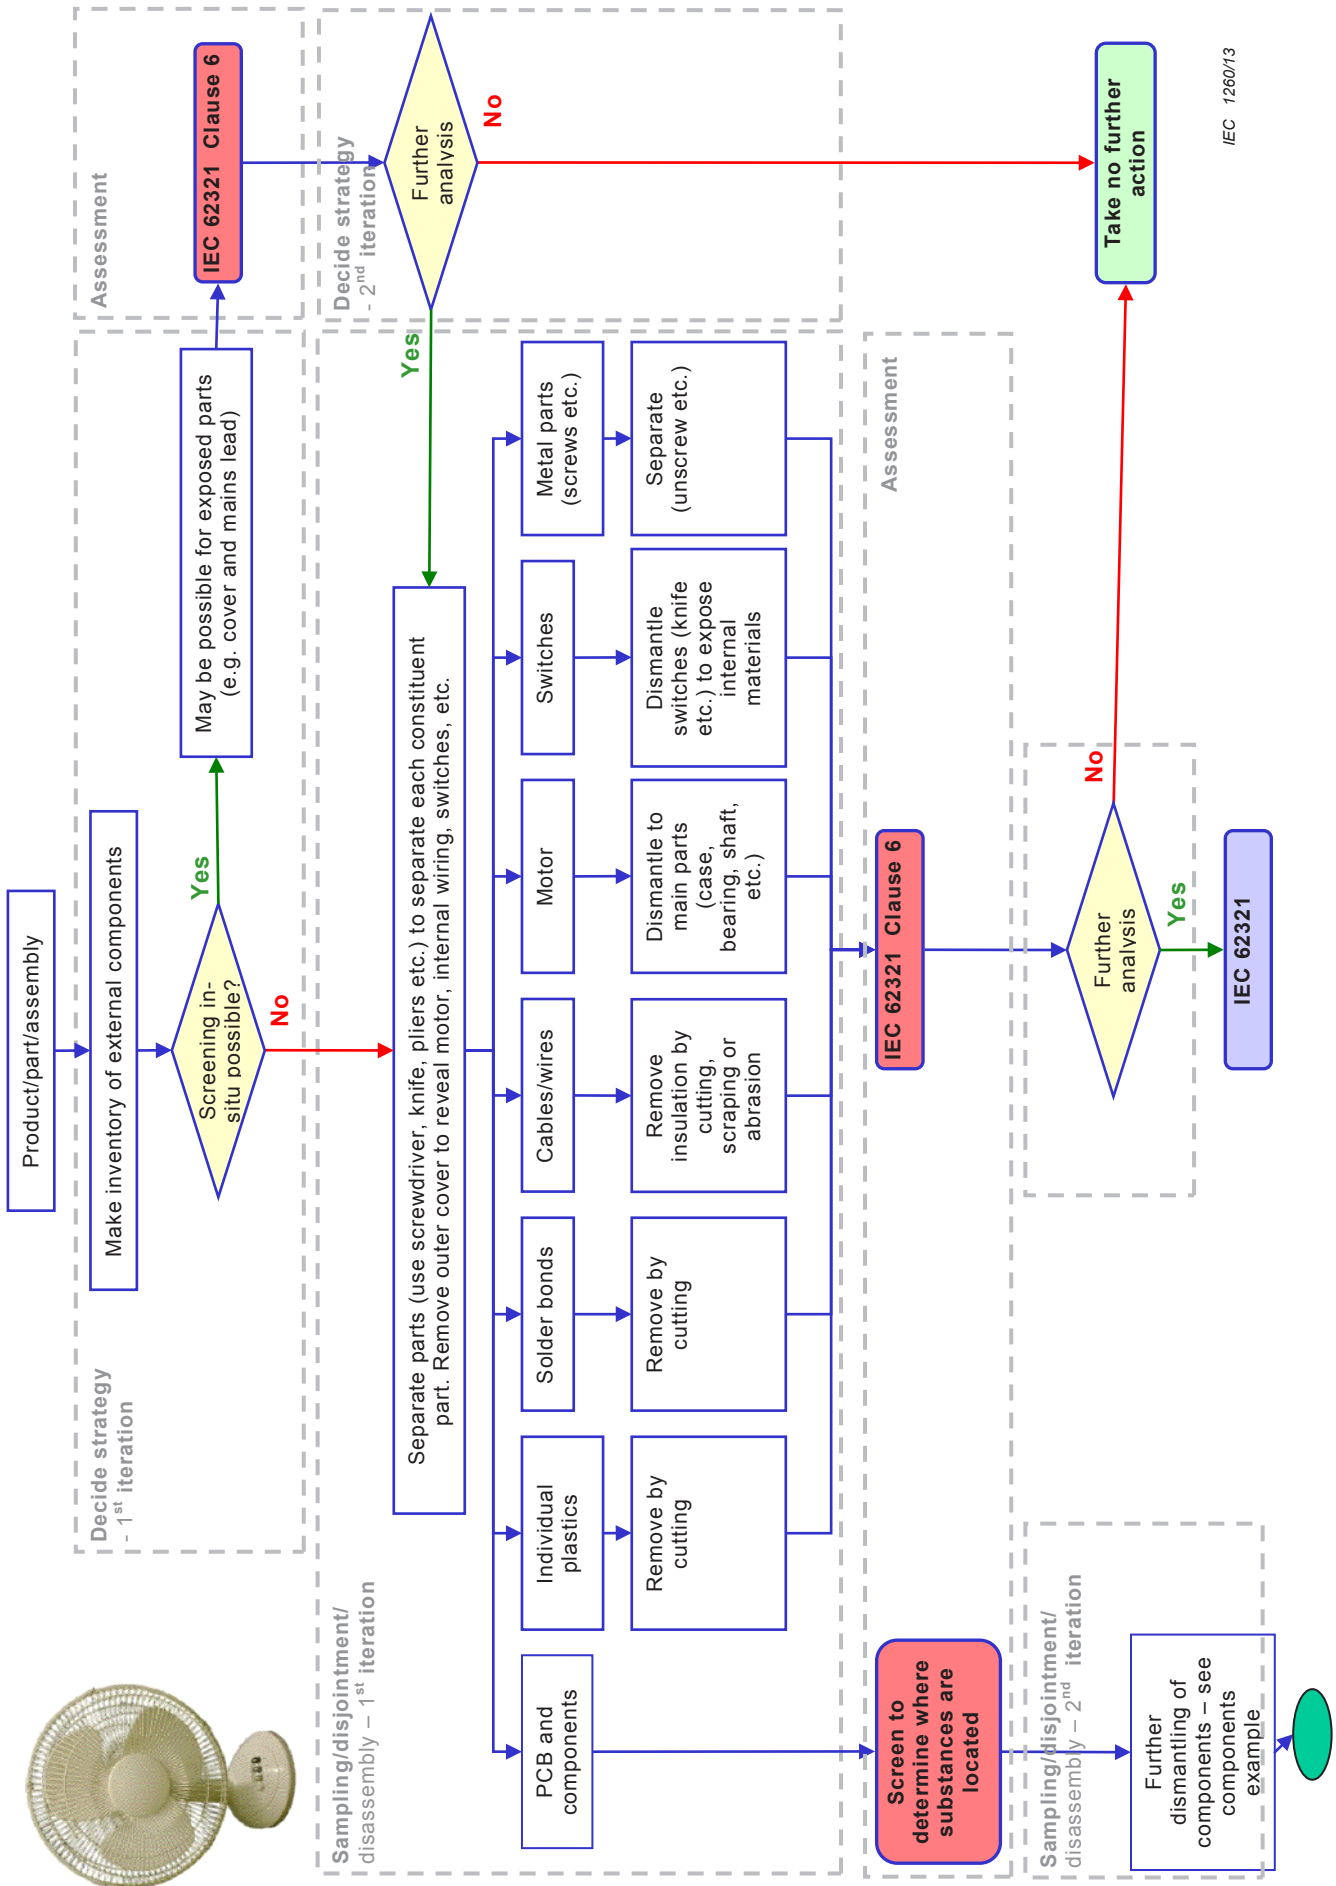 Product/part/assembly
Decide strategy
- 1st iteration
Make inventory of external components
Screening in-
situ possible?
Yes
No
May be possible for exposed parts
(e.g. cover and mains lead)
Assessment
IEC 62321 Clause 6
Decide strategy
- 2nd iteration
Further
analysis
Yes
No
Sampling/disjointment/
disassembly – 1st iteration
Separate parts (use screwdriver, knife, pliers etc.) to separate each constituent
part. Remove outer cover to reveal motor, internal wiring, switches, etc.
PCB and
components
Individual
plastics
Solder bonds
Cables/wires
Motor
Switches
Metal parts
(screws etc.)
Remove by
cutting
Remove by
cutting
Remove
insulation by
cutting,
scraping or
abrasion
Dismantle to
main parts
(case,
bearing, shaft,
etc.)
Dismantle
switches (knife
etc.) to expose
internal
materials
Separate
(unscrew etc.)
Assessment
Screen to
determine where
substances are
located
IEC 62321 Clause 6
Sampling/disjointment/
disassembly – 2nd iteration
Further
dismantling of
components – see
components
example
Further
analysis
No
Yes
IEC 62321
Take no further
action
IEC 1260/13